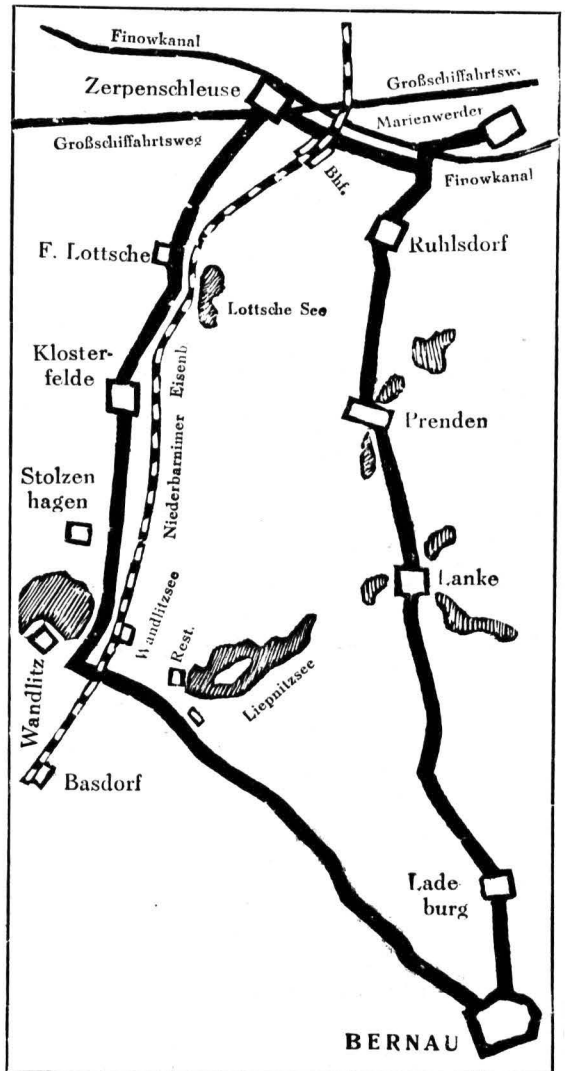 Finowkanal
Zerpenschleuse
Großschiffahrtsw.
Marienwerder
Großschiffahrtsweg
Bhf.
Finowkanal
F. Lottsche
Ruhlsdorf
Lottsche See
Kloster-
felde
Niederbarnimer Eisenb.
Prenden
Stolzen
hagen
Lanke
Wandlitzsee
Rest.
Liepnitzsee
Wandlitz
Basdorf
Lade
burg
BERNAU